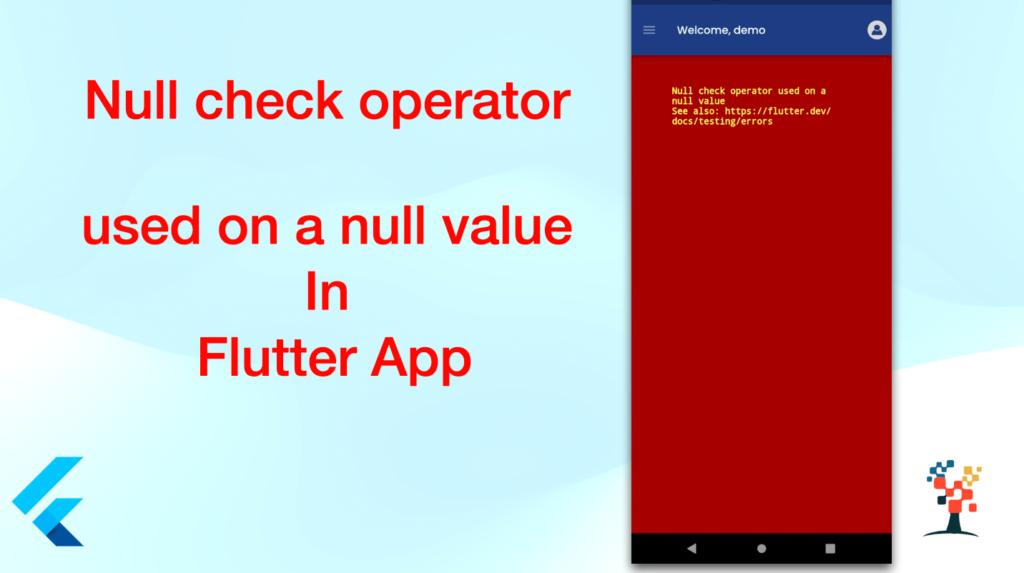 Null check operator
used on a null value
In
Flutter App
Welcome, demo
Null check operator used on a
null value
See also: https://flutter.dev/
docs/testing/errors